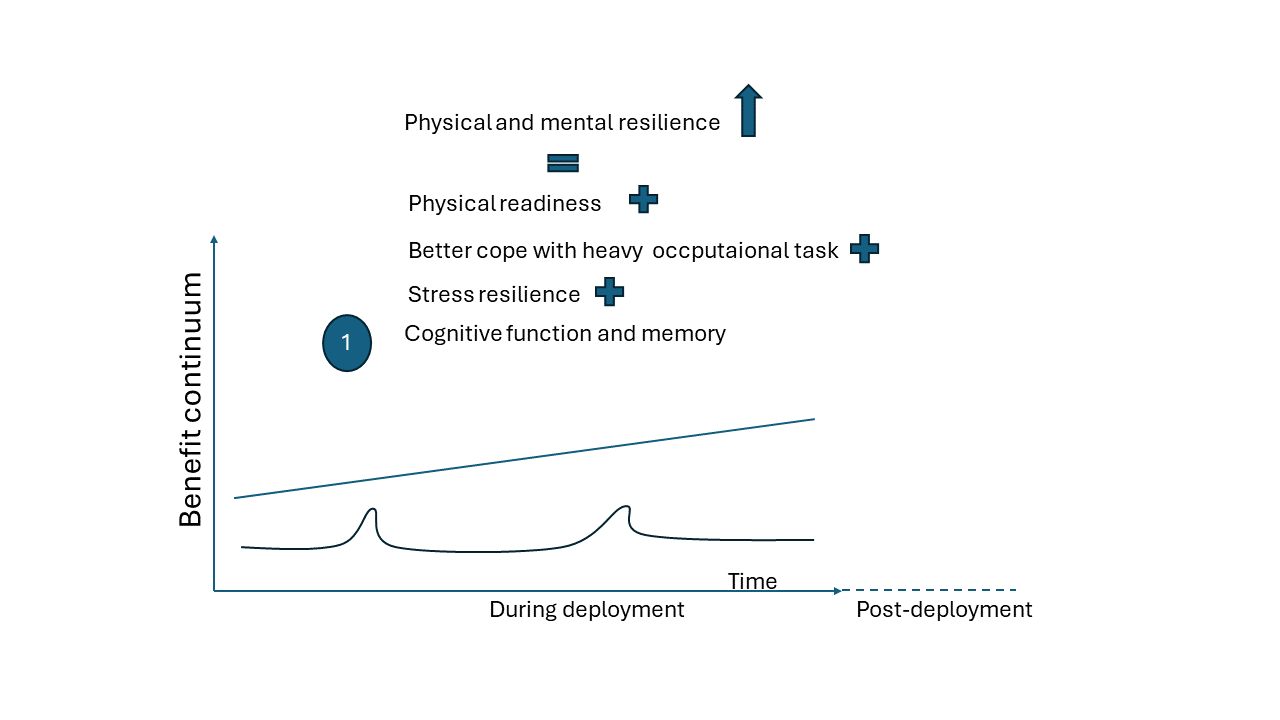 Physical and mental resilience
Physical readiness
Better cope with heavy occputaional task
Stress resilience
Cognitive function and memory
1
Benefit continuum
Time
During deployment
Post-deployment